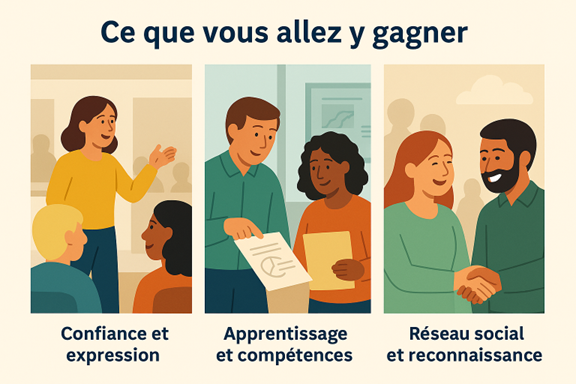 Ce que vous allez y gagner
Confiance et
expression
Apprentissage
et compétences
Réseau social
et reconnaissance